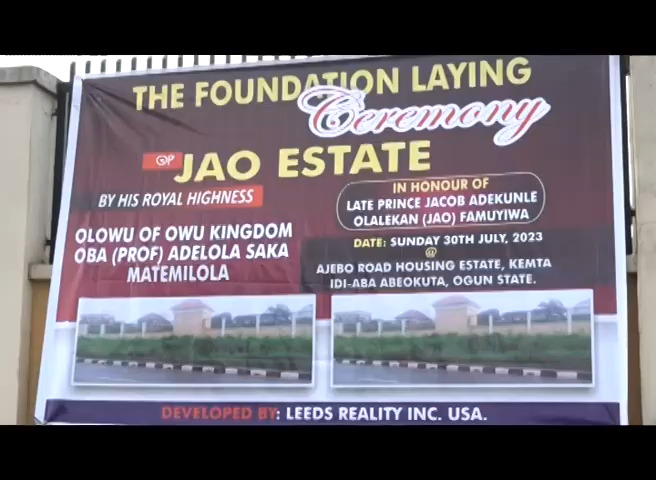 THE FOUNDATION LAYING
Ceremony
JAO ESTATE
BY HIS ROYAL HIGHNESS
OLOWU OF OWU KINGDOM
OBA (PROF) ADELOLA SAKA
MATEMILOLA
IN HONOUR OF
LATE PRINCE JACOB ADEKUNLE
OLALEKAN (JAO) FAMUYIWA
DATE: SUNDAY 30TH JULY, 2023
@
AJEBO ROAD HOUSING ESTATE, KEMTA
IDI-ABA ABEOKUTA, OGUN STATE.
DEVELOPED BY: LEEDS REALITY INC. USA.